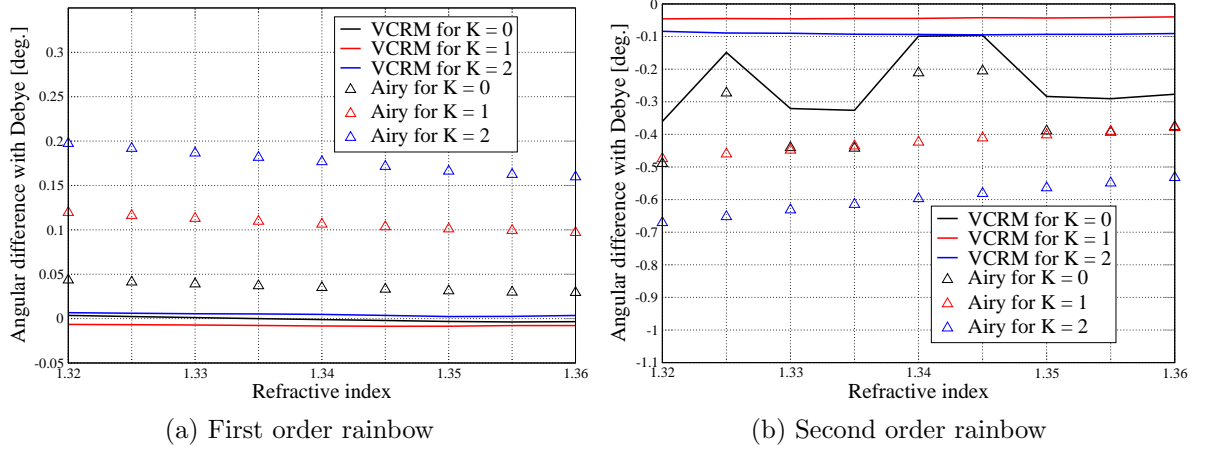 Angular difference with Debye [deg.]
0.35
0.3
0.25
0.2
0.15
0.1
0.05
0
-0.05
1.32
1.33
1.34
1.35
1.36
Refractive index
VCRM for K = 0
VCRM for K = 1
VCRM for K = 2
Airy for K = 0
Airy for K = 1
Airy for K = 2
(a) First order rainbow
Angular difference with Debye [deg.]
0
-0.1
-0.2
-0.3
-0.4
-0.5
-0.6
-0.7
-0.8
-0.9
-1
-1.1
1.32
1.33
1.34
1.35
1.36
Refractive index
VCRM for K = 0
VCRM for K = 1
VCRM for K = 2
Airy for K = 0
Airy for K = 1
Airy for K = 2
(b) Second order rainbow